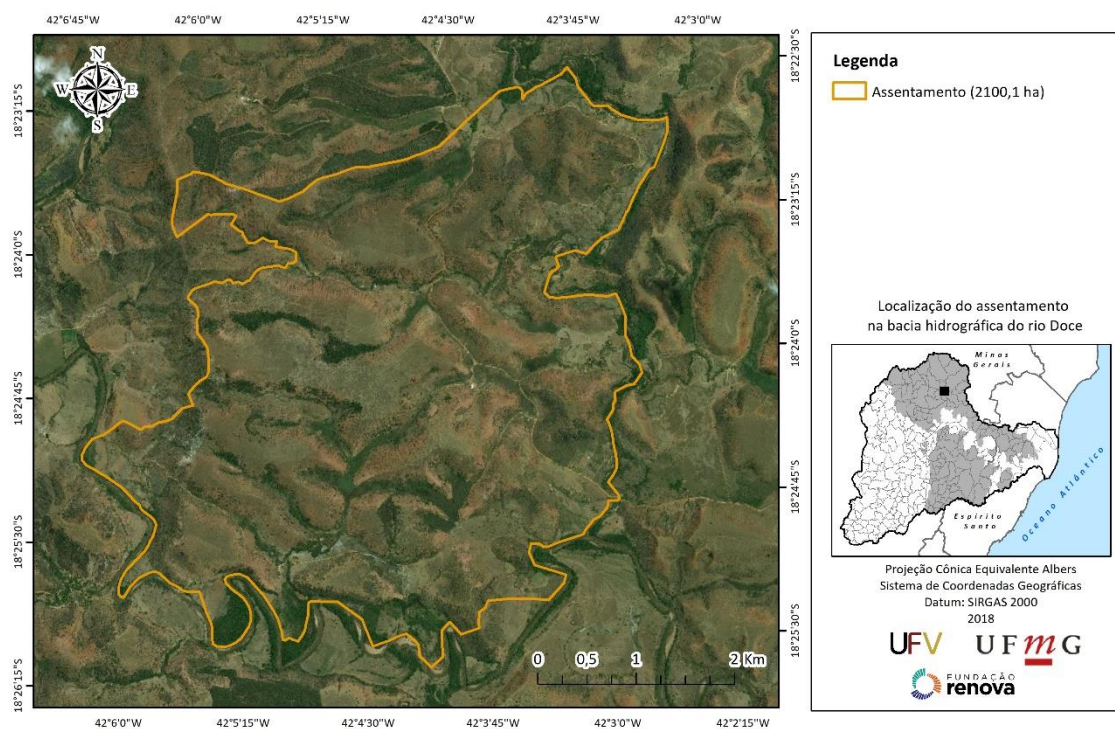 42°6'45"W 42°6'0"W 42°5'15"W 42°4'30"W 42°3'45"W 42°3'0"W
N
W E
S
18°23'15"S
18°24'0"S
18°24'45"S
18°25'30"S
18°26'15"S
18°22'30"S
18°23'15"S
18°24'0"S
18°24'45"S
18°25'30"S
0 0,5 1 2 Km
42°6'0"W 42°5'15"W 42°4'30"W 42°3'45"W 42°3'0"W 42°2'15"W
Legenda
Assentamento (2100,1 ha)
Localização do assentamento
na bacia hidrográfica do rio Doce
Minas
Gerais
Espírito
Santo
Oceano Atlântico
Projeção Cônica Equivalente Albers
Sistema de Coordenadas Geográficas
Datum: SIRGAS 2000
2018
UFV UFmG
FUNDAÇÃO
renova